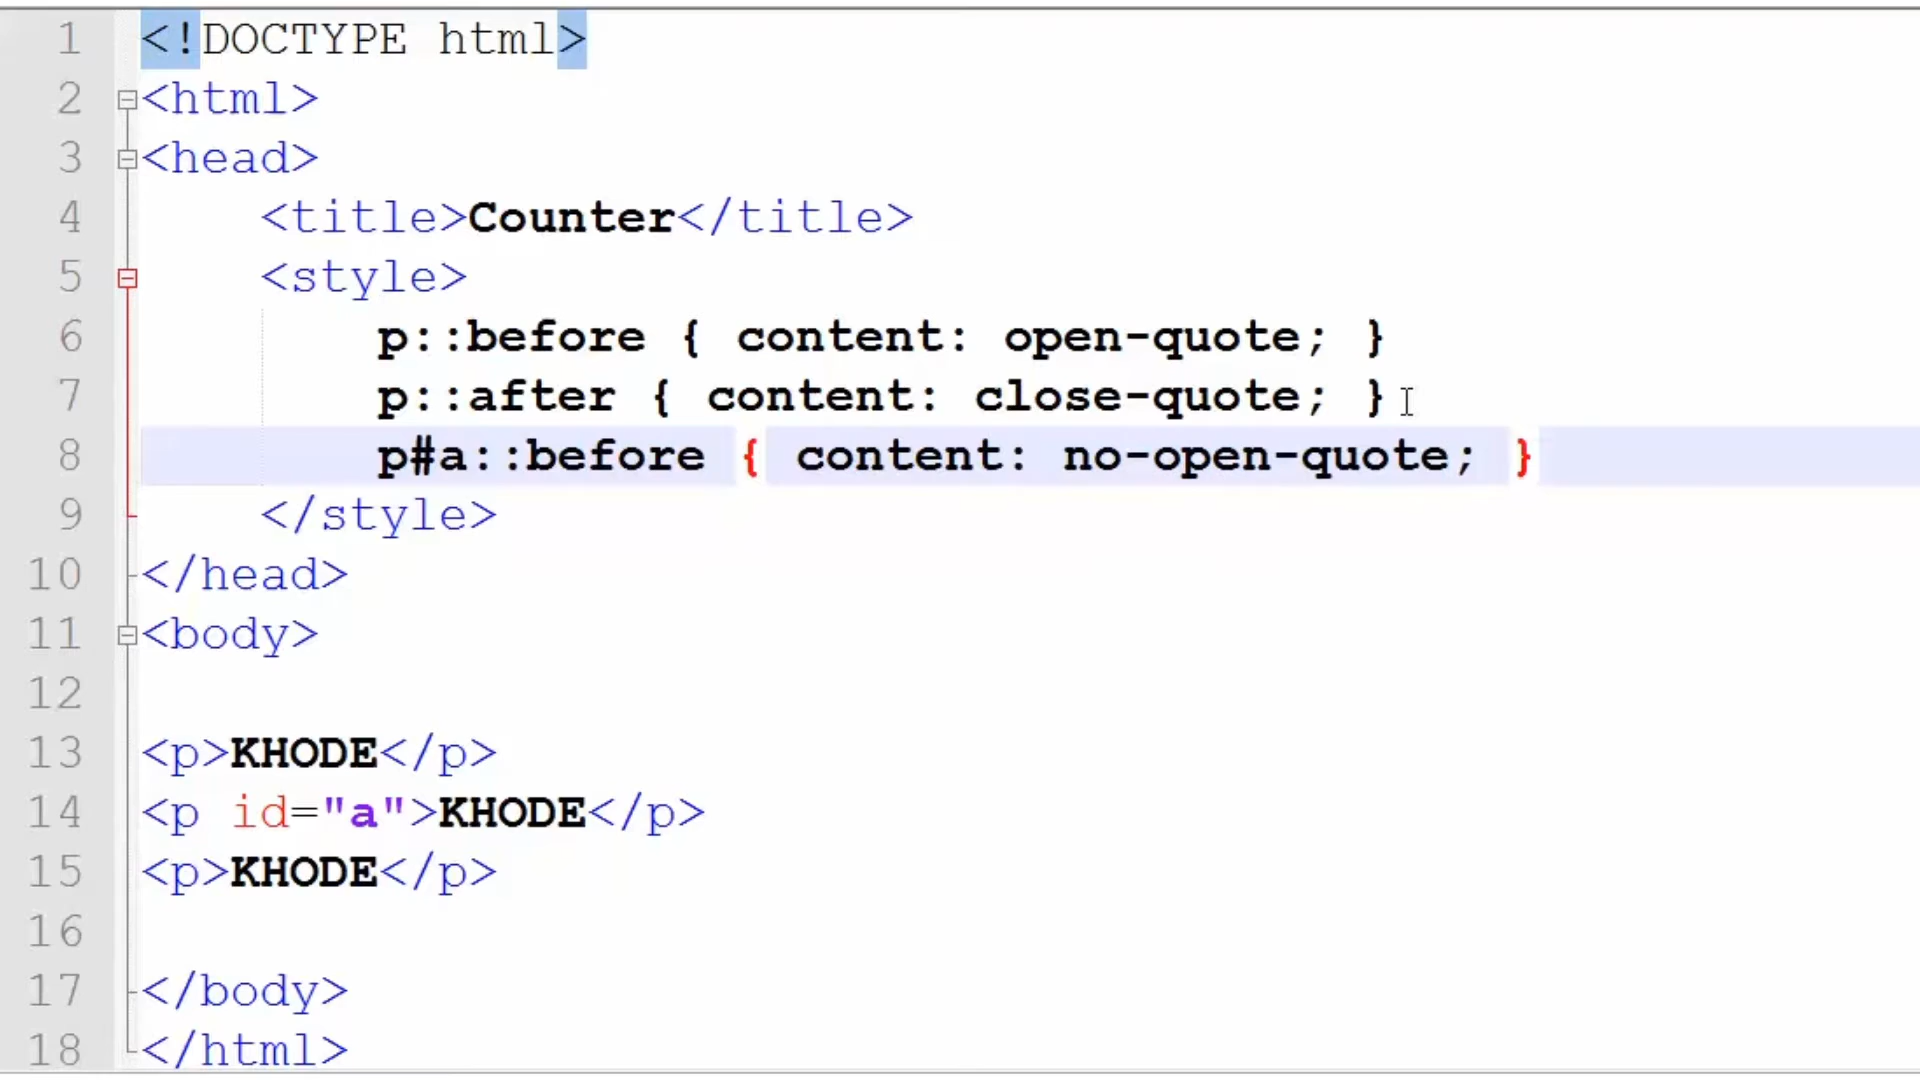 1 <!DOCTYPE html>
2 <html>
3 <head>
4 <title>Counter</title>
5 <style>
6 p::before { content: open-quote; }
7 p::after { content: close-quote; }
8 p#a::before { content: no-open-quote; }
9 </style>
10 </head>
11 <body>
12
13 <p>KHODE</p>
14 <p id="a">KHODE</p>
15 <p>KHODE</p>
16
17 </body>
18 </html>